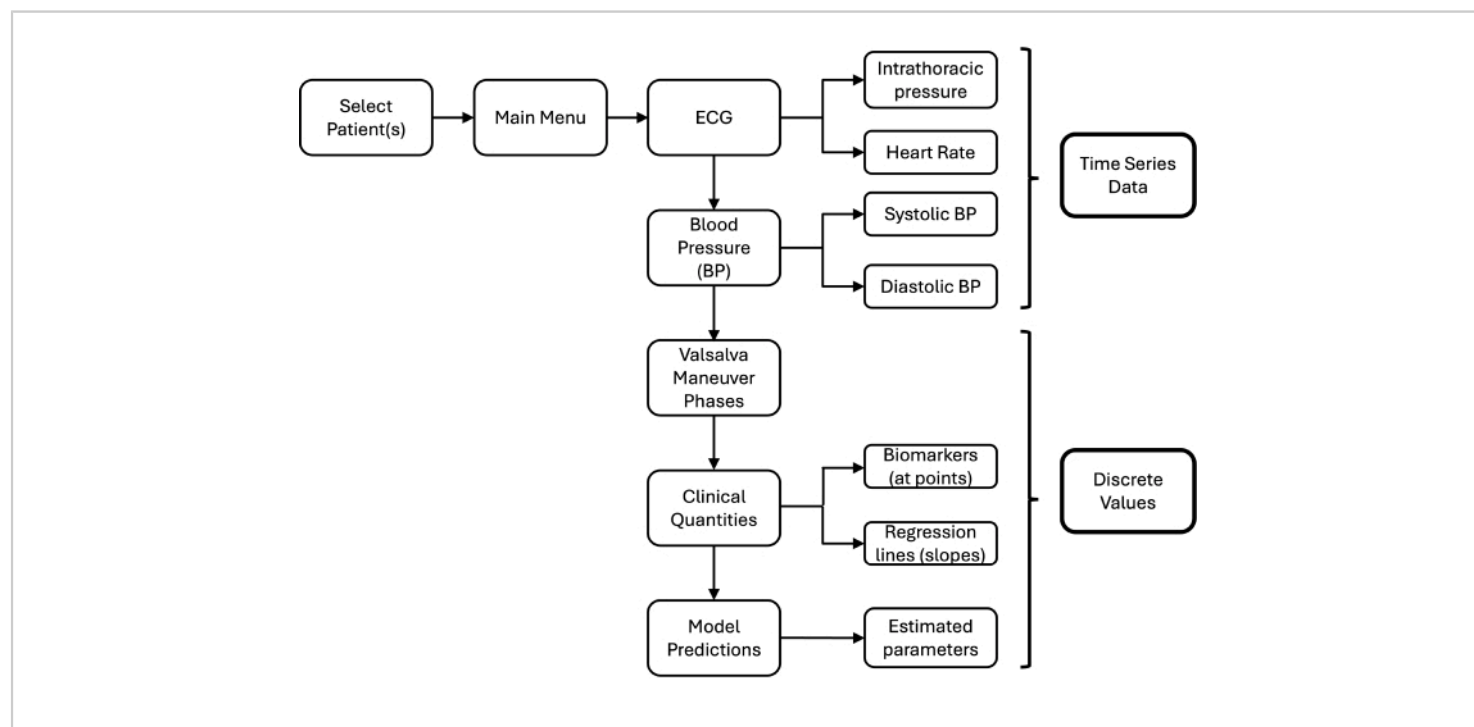 Select
Patient(s)
Main Menu
ECG
Intrathoracic
pressure
Heart Rate
Time Series
Data
Blood
Pressure
(BP)
Systolic BP
Diastolic BP
Valsalva
Maneuver
Phases
Clinical
Quantities
Biomarkers
(at points)
Regression
lines (slopes)
Discrete
Values
Model
Predictions
Estimated
parameters